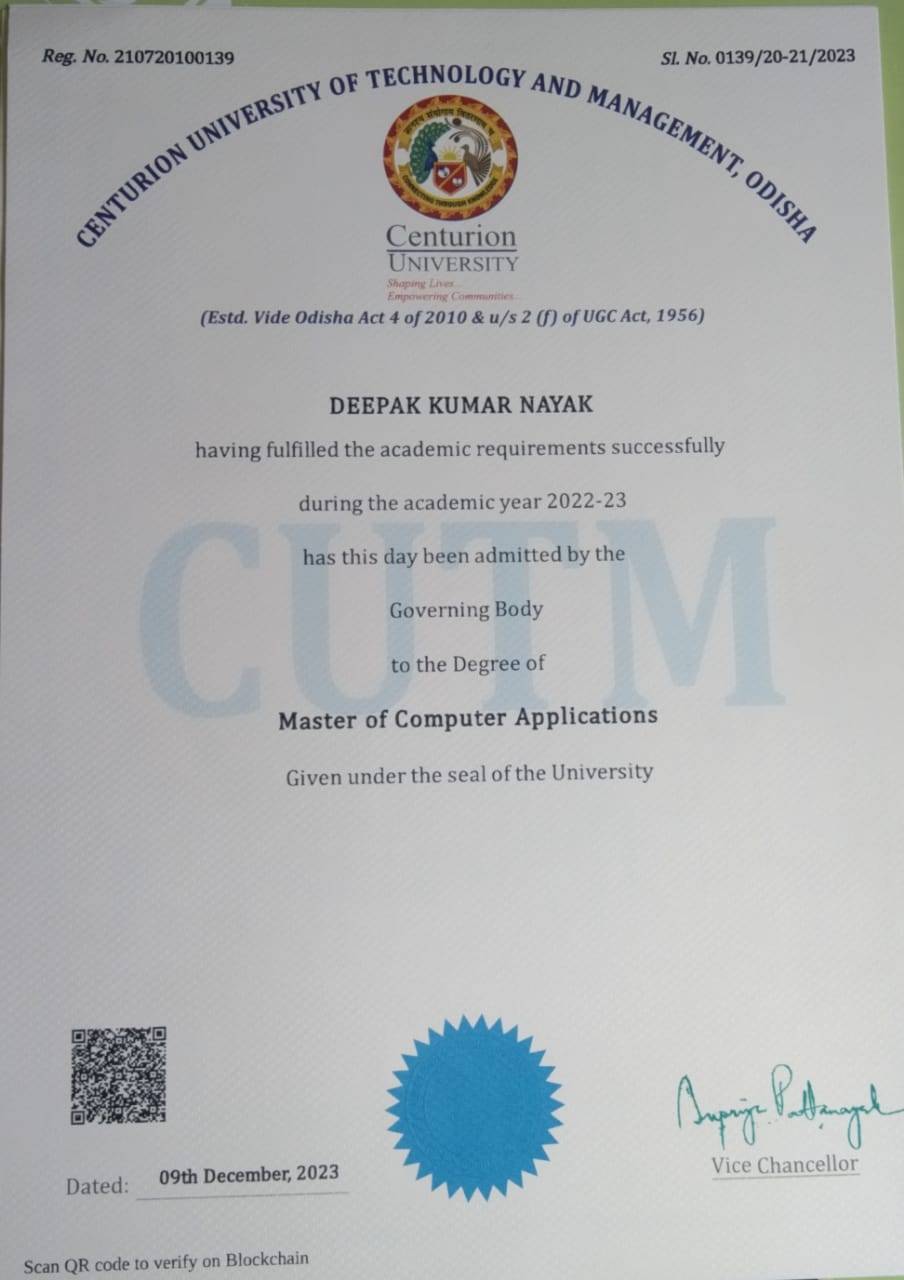 Reg. No. 210720100139
Sl. No. 0139/20-21/2023
CENTURION UNIVERSITY OF TECHNOLOGY AND MANAGEMENT, ODISHA
CONNECTING THROUGH KNOWLEDGE
Centurion
UNIVERSITY
Shaping Lives...
Empowering Communities...
(Estd. Vide Odisha Act 4 of 2010 & u/s 2 (f) of UGC Act, 1956)
CUTM
DEEPAK KUMAR NAYAK
having fulfilled the academic requirements successfully
during the academic year 2022-23
has this day been admitted by the
Governing Body
to the Degree of
Master of Computer Applications
Given under the seal of the University
Supriya Pattanayak
Vice Chancellor
Dated: 09th December, 2023
Scan QR code to verify on Blockchain